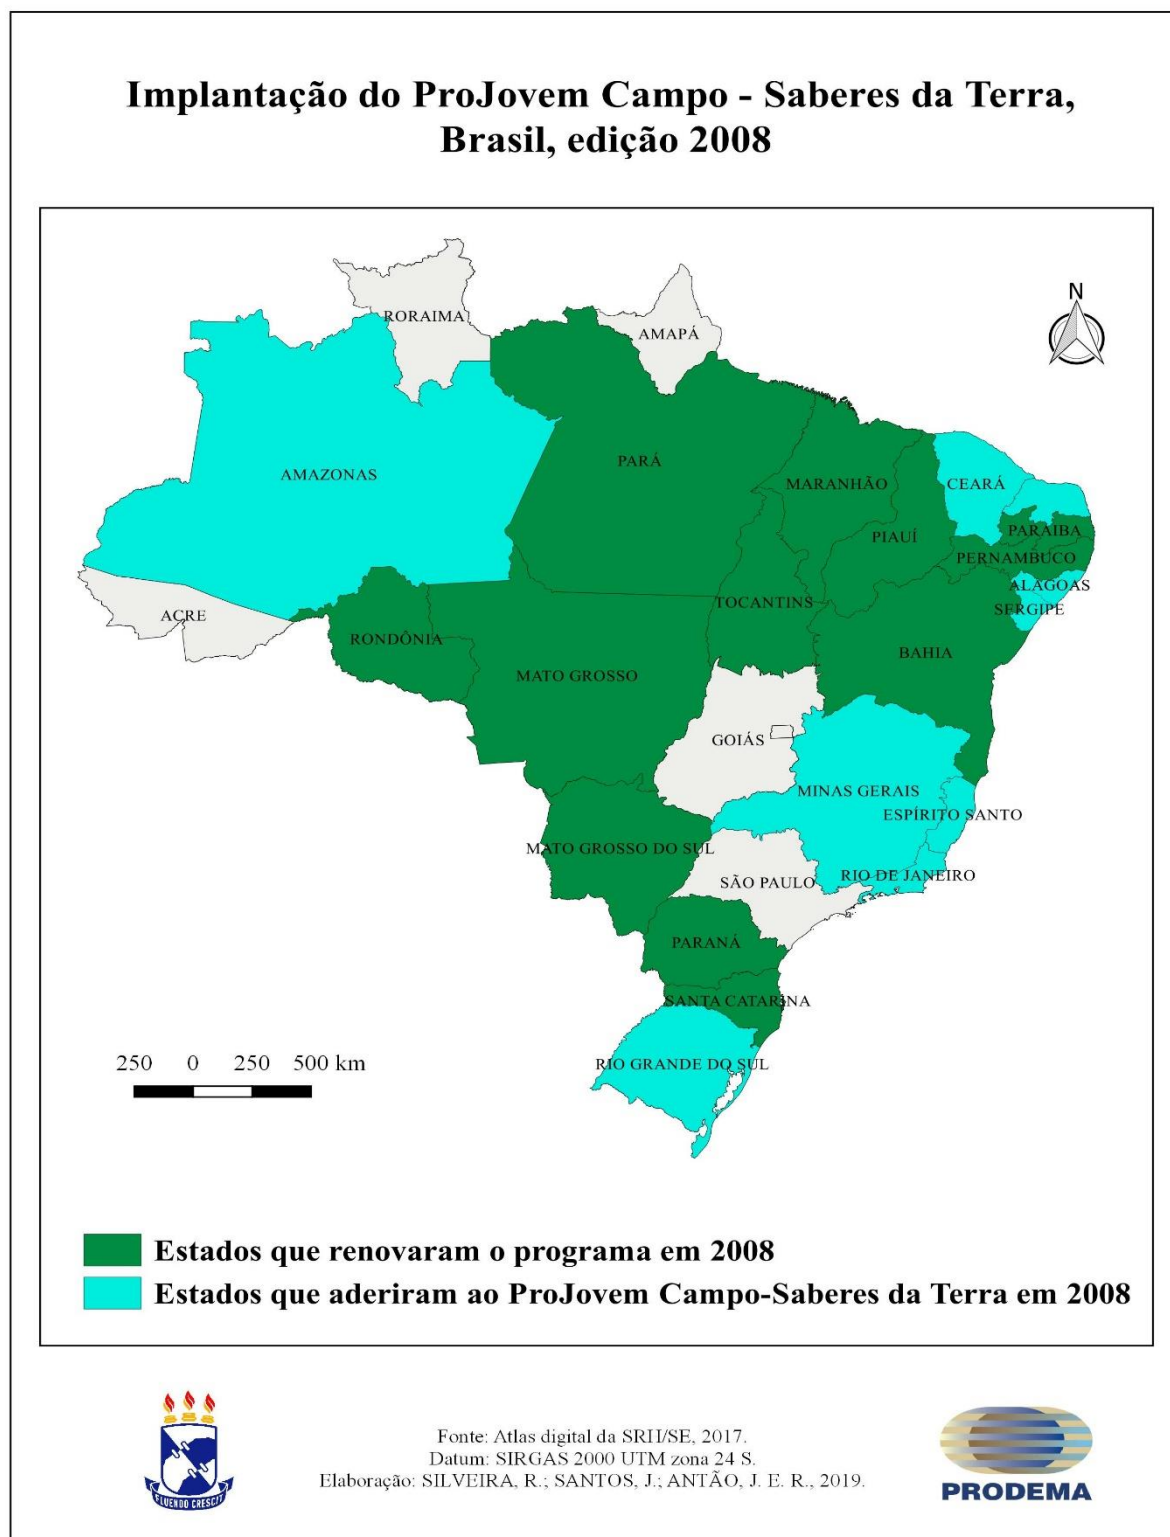 Implantação do ProJovem Campo - Saberes da Terra,
Brasil, edição 2008
N
RORAIMA
AMAPÁ
AMAZONAS
PARÁ
MARANHÃO
CEARÁ
PIAUÍ
PARAIBA
PERNAMBUCO
ALAGOAS
SERGIPE
ACRE
RONDÔNIA
TOCANTINS
BAHIA
MATO GROSSO
GOIÁS
MINAS GERAIS
ESPÍRITO SANTO
MATO GROSSO DO SUL
SÃO PAULO
RIO DE JANEIRO
PARANÁ
SANTA CATARINA
RIO GRANDE DO SUL
250 0 250 500 km
Estados que renovaram o programa em 2008
Estados que aderiram ao ProJovem Campo-Saberes da Terra em 2008
Fonte: Atlas digital da SRH/SE, 2017.
Datum: SIRGAS 2000 UTM zona 24 S.
Elaboração: SILVEIRA, R.; SANTOS, J.; ANTÃO, J. E. R., 2019.
FLUENDO CRESCIT
PRODEMA